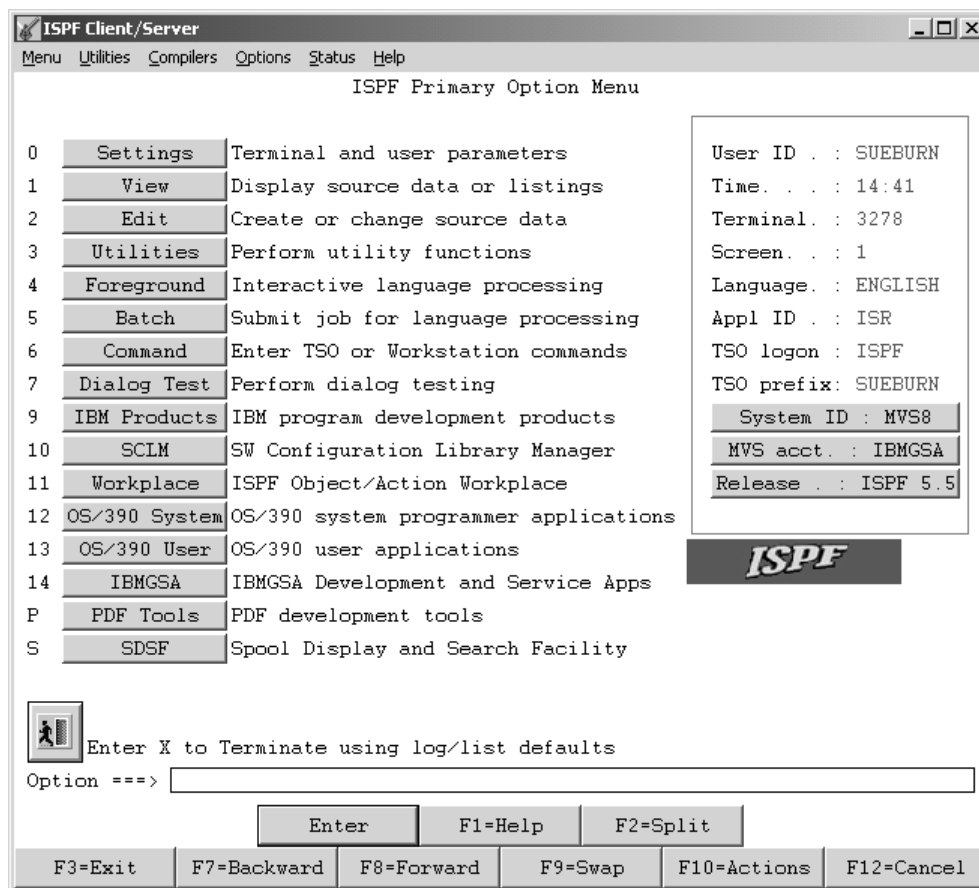 ISPF Client/Server
Menu Utilities Compilers Options Status Help
ISPF Primary Option Menu
0 Settings Terminal and user parameters
1 View Display source data or listings
2 Edit Create or change source data
3 Utilities Perform utility functions
4 Foreground Interactive language processing
5 Batch Submit job for language processing
6 Command Enter TSO or Workstation commands
7 Dialog Test Perform dialog testing
9 IBM Products IBM program development products
10 SCLM SW Configuration Library Manager
11 Workplace ISPF Object/Action Workplace
12 OS/390 System OS/390 system programmer applications
13 OS/390 User OS/390 user applications
14 IBMGSA IBMGSA Development and Service Apps
P PDF Tools PDF development tools
S SDSF Spool Display and Search Facility
User ID . : SUEBURN
Time. . . : 14:41
Terminal. : 3278
Screen. . : 1
Language. : ENGLISH
Appl ID . : ISR
TSO logon : ISPF
TSO prefix: SUEBURN
System ID : MVS8
MVS acct. : IBMGSA
Release . : ISPF 5.5
ISPF
Enter X to Terminate using log/list defaults
Option ===>
Enter F1=Help F2=Split
F3=Exit F7=Backward F8=Forward F9=Swap F10=Actions F12=Cancel